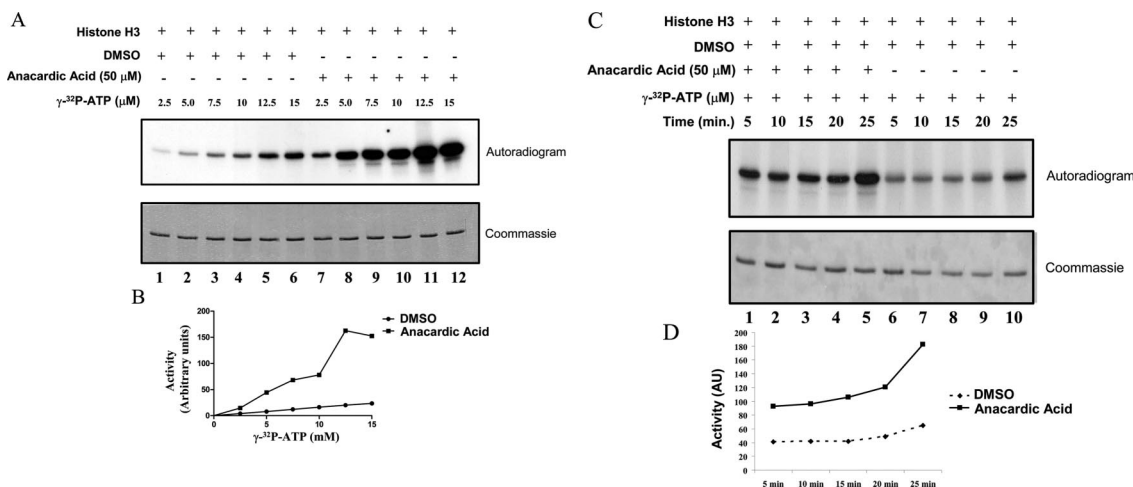 A
Histone H3 + + + + + + + + + + + +
DMSO + + + + + + - - - - - -
Anacardic Acid (50 μM) - - - - - - + + + + + +
γ-³²P-ATP (μM) 2.5 5.0 7.5 10 12.5 15 2.5 5.0 7.5 10 12.5 15
Autoradiogram
Coommassie
1 2 3 4 5 6 7 8 9 10 11 12
B
200
150
100
50
0
Activity
(Arbitrary units)
0 5 10 15
γ-³²P-ATP (mM)
DMSO
Anacardic Acid
C
Histone H3 + + + + + + + + + +
DMSO + + + + + + + + + +
Anacardic Acid (50 μM) + + + + + - - - - -
γ-³²P-ATP (μM) + + + + + + + + + +
Time (min.) 5 10 15 20 25 5 10 15 20 25
Autoradiogram
Coommassie
1 2 3 4 5 6 7 8 9 10
D
200
180
160
140
120
100
80
60
40
20
0
Activity (AU)
5 min 10 min 15 min 20 min 25 min
DMSO
Anacardic Acid